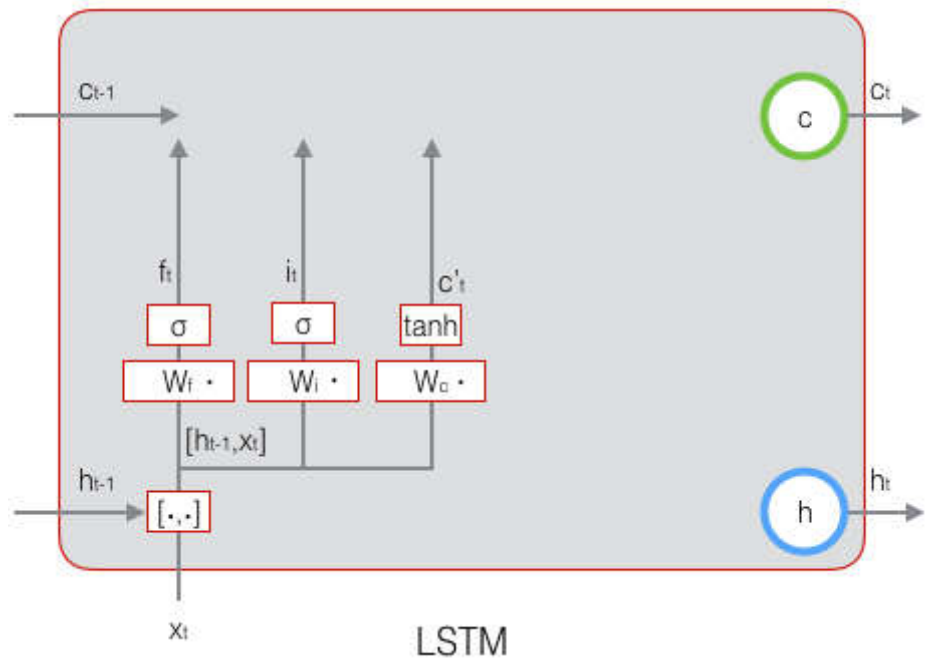 Ct-1
c
Ct
ft
it
c't
σ
σ
tanh
Wf ·
Wi ·
Wc ·
[ht-1,xt]
ht-1
[·,·]
h
ht
xt
LSTM